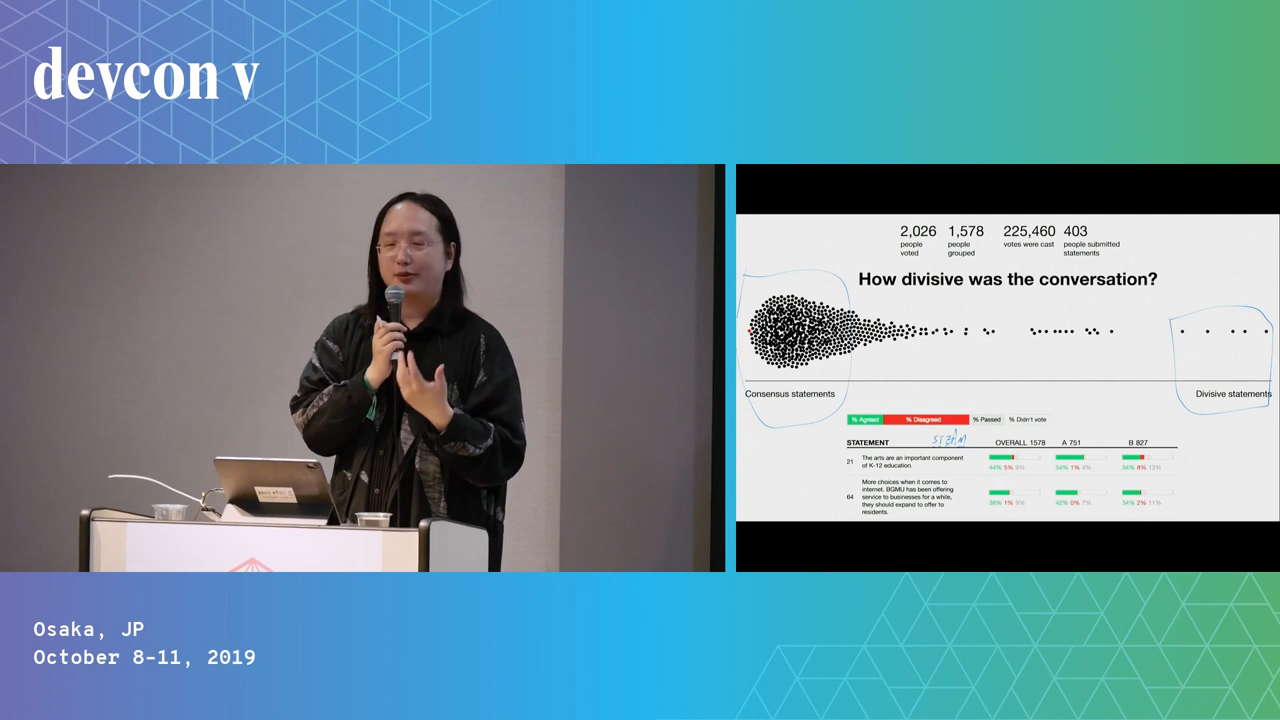 devcon v
2,026 1,578 225,460 403
people voted people grouped votes were cast people submitted statements
How divisive was the conversation?
Consensus statements Divisive statements
% Agreed % Disagreed % Passed % Didn't vote
STEAM
STATEMENT OVERALL 1578 A 751 B 827
21 The arts are an important component
of K-12 education.
44% 5% 8% 54% 1% 4% 34% 8% 13%
64 More choices when it comes to
internet. BGMU has been offering
service to businesses for a while,
they should expand to offer to
residents.
38% 1% 9% 42% 0% 7% 34% 2% 11%
Osaka, JP
October 8-11, 2019